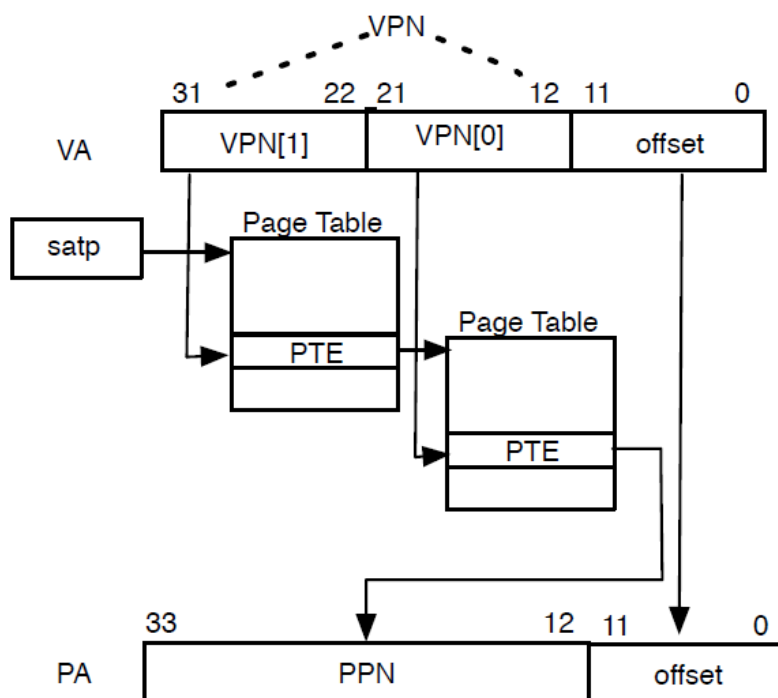 VPN
31 22 21 12 11 0
VA VPN[1] VPN[0] offset
Page Table
satp
Page Table
PTE
PTE
33 12 11 0
PA PPN offset